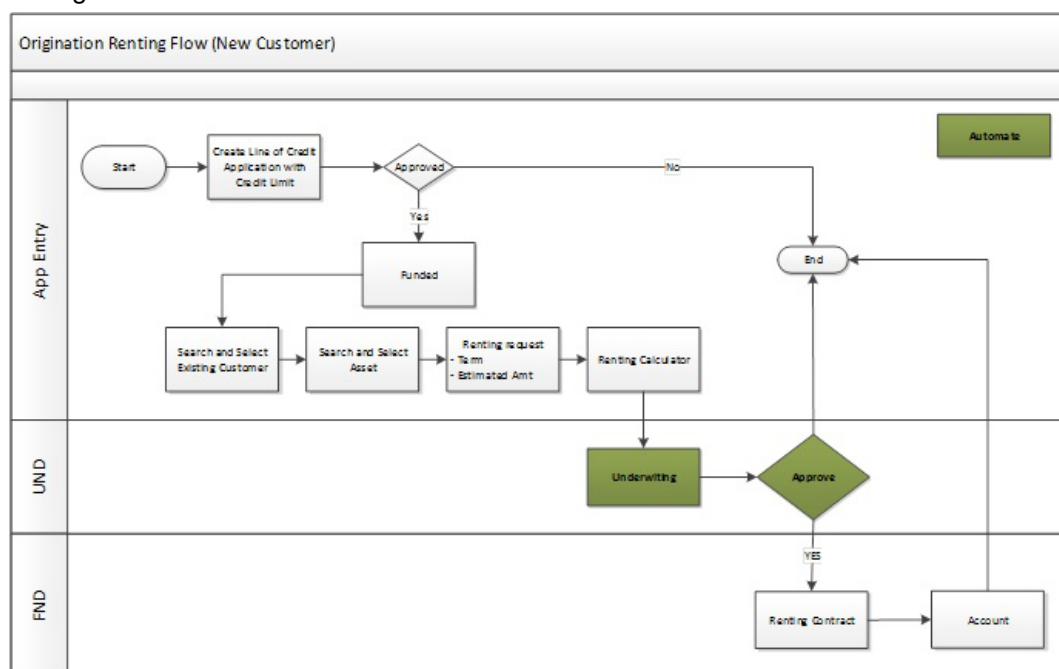 Origination Renting Flow (New Customer)
App Entry
Automate
Start
Create Line of Credit
Application with
Credit Limit
Approved
No
Yes
End
Funded
Search and Select
Existing Customer
Search and Select
Asset
Renting request
- Term
- Estimated Amt
Renting Calculator
UND
Underwiting
Approve
YES
FND
Renting Contract
Account